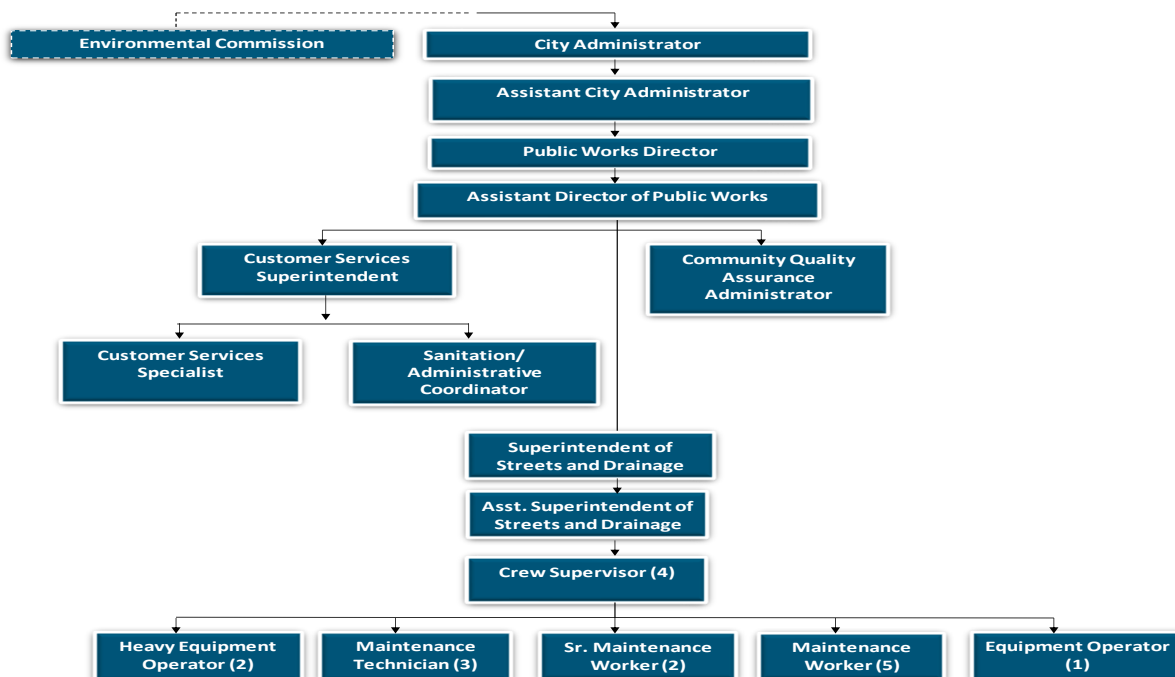 Environmental Commission
City Administrator
Assistant City Administrator
Public Works Director
Assistant Director of Public Works
Customer Services
Superintendent
Community Quality
Assurance
Administrator
Customer Services
Specialist
Sanitation/
Administrative
Coordinator
Superintendent of
Streets and Drainage
Asst. Superintendent of
Streets and Drainage
Crew Supervisor (4)
Heavy Equipment
Operator (2)
Maintenance
Technician (3)
Sr. Maintenance
Worker (2)
Maintenance
Worker (5)
Equipment Operator
(1)